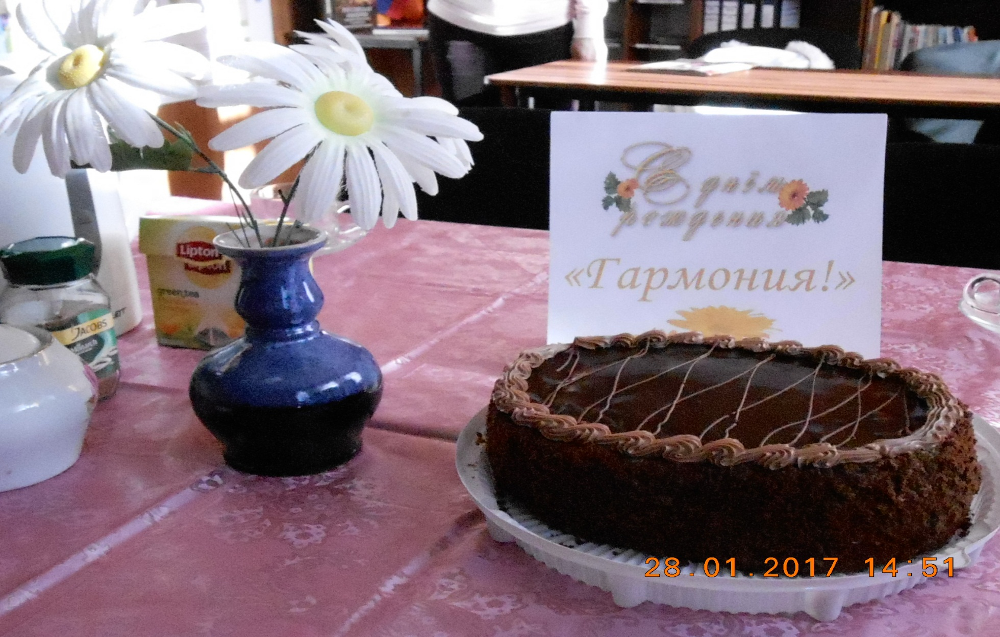 С днём
рождения
«Гармония!»
Lipton
green tea
JACOBS
28.01.2017 14:51